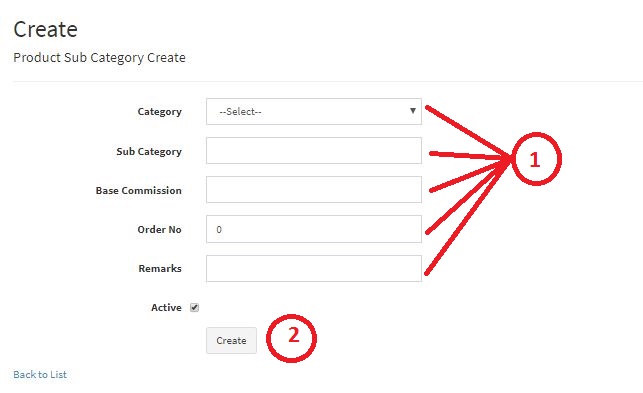 Create
Product Sub Category Create
Category --Select--
Sub Category
1
Base Commission
Order No 0
Remarks
Active
Create 2
Back to List